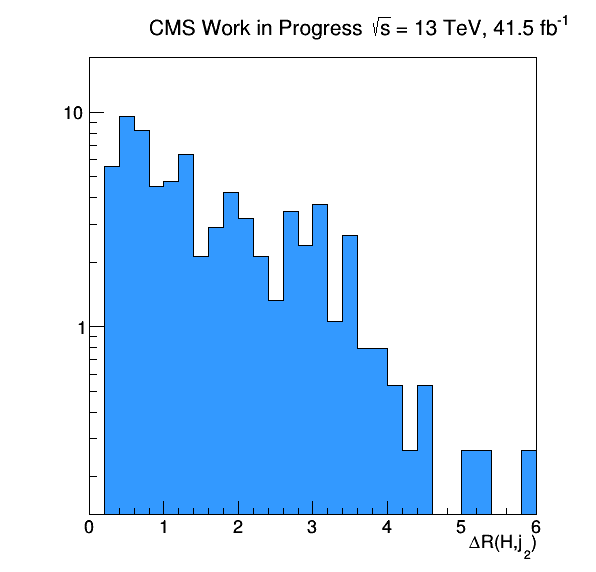 CMS Work in Progress √s = 13 TeV, 41.5 fb⁻¹
10
1
0 1 2 3 4 5 6
ΔR(H,j₂)